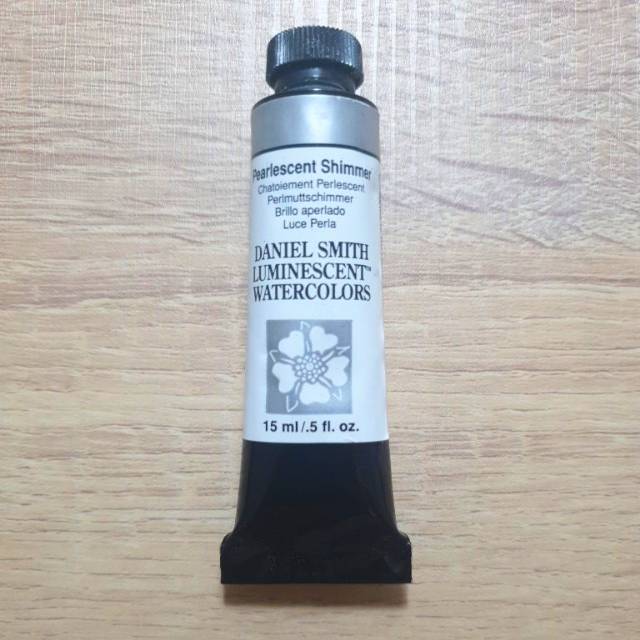 Pearlescent Shimmer
Chatoiement Perlescent
Perlmuttschimmer
Brillo aperlado
Luce Perla
DANIEL SMITH
LUMINESCENT™
WATERCOLORS
15 ml/.5 fl. oz.